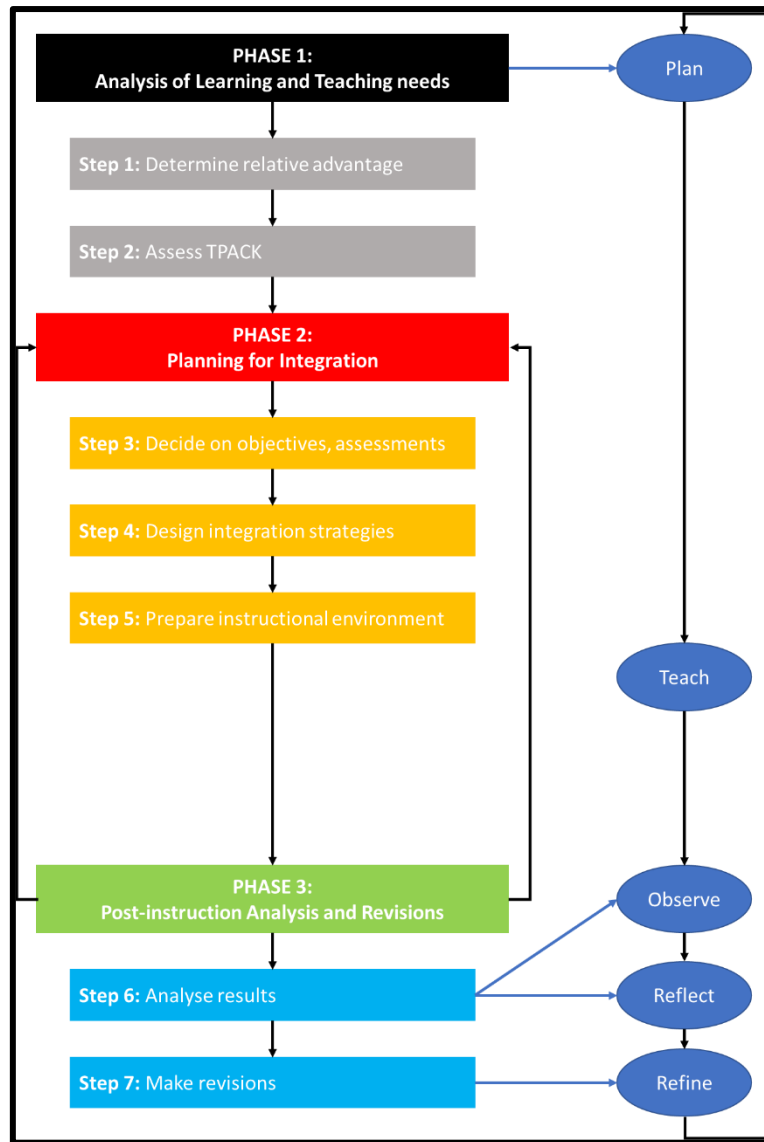 PHASE 1:
Analysis of Learning and Teaching needs
Plan
Step 1: Determine relative advantage
Step 2: Assess TPACK
PHASE 2:
Planning for Integration
Step 3: Decide on objectives, assessments
Step 4: Design integration strategies
Step 5: Prepare instructional environment
Teach
PHASE 3:
Post-instruction Analysis and Revisions
Observe
Step 6: Analyse results
Reflect
Step 7: Make revisions
Refine